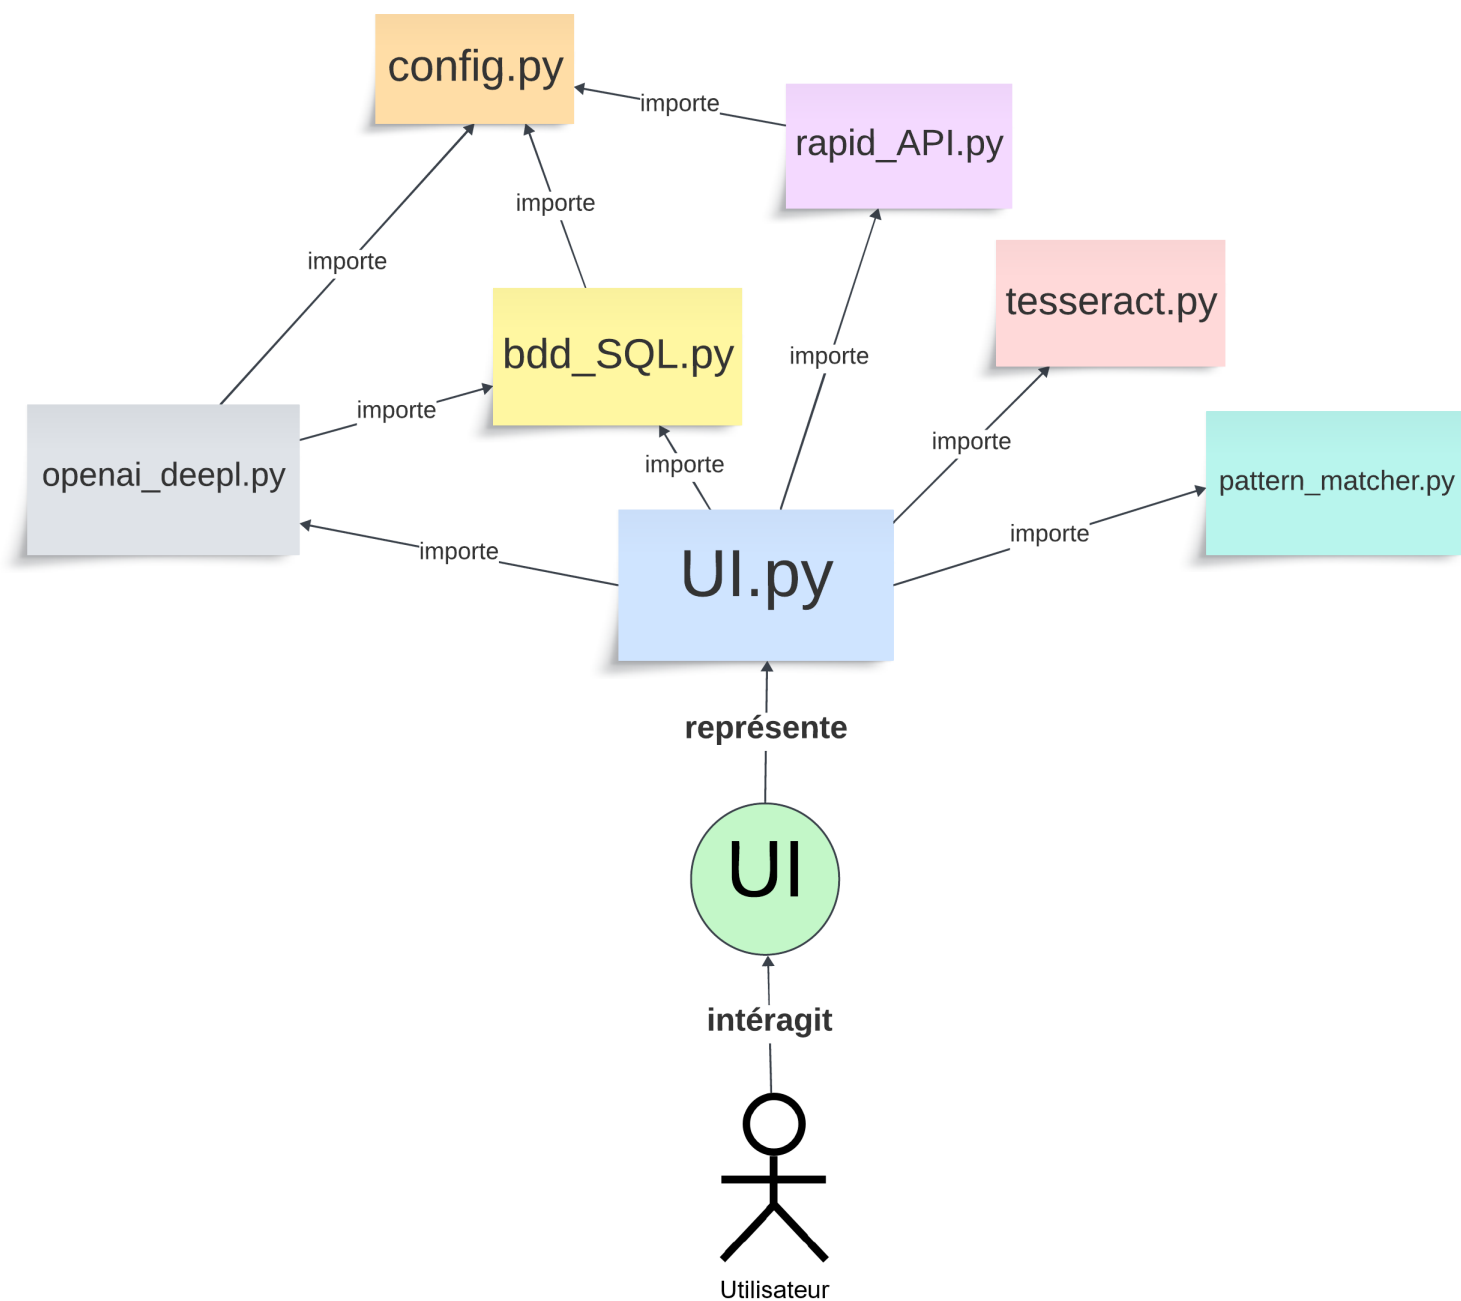 config.py
importe
rapid_API.py
importe
importe
tesseract.py
bdd_SQL.py
importe
importe
importe
importe
openai_deepl.py
pattern_matcher.py
importe
importe
UI.py
représente
UI
intéragit
Utilisateur